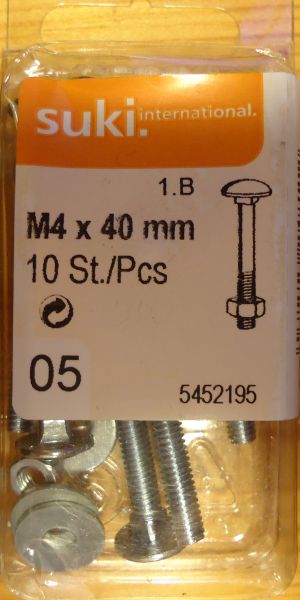 suki.international.
1.B
M4 x 40 mm
10 St./Pcs
05
5452195